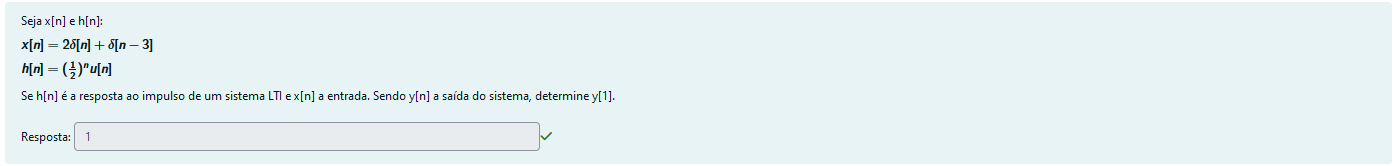 Seja x[n] e h[n]:
x[n] = 2δ[n] + δ[n − 3]
h[n] = (1/2)ⁿu[n]
Se h[n] é a resposta ao impulso de um sistema LTI e x[n] a entrada. Sendo y[n] a saída do sistema, determine y[1].
Resposta: 1